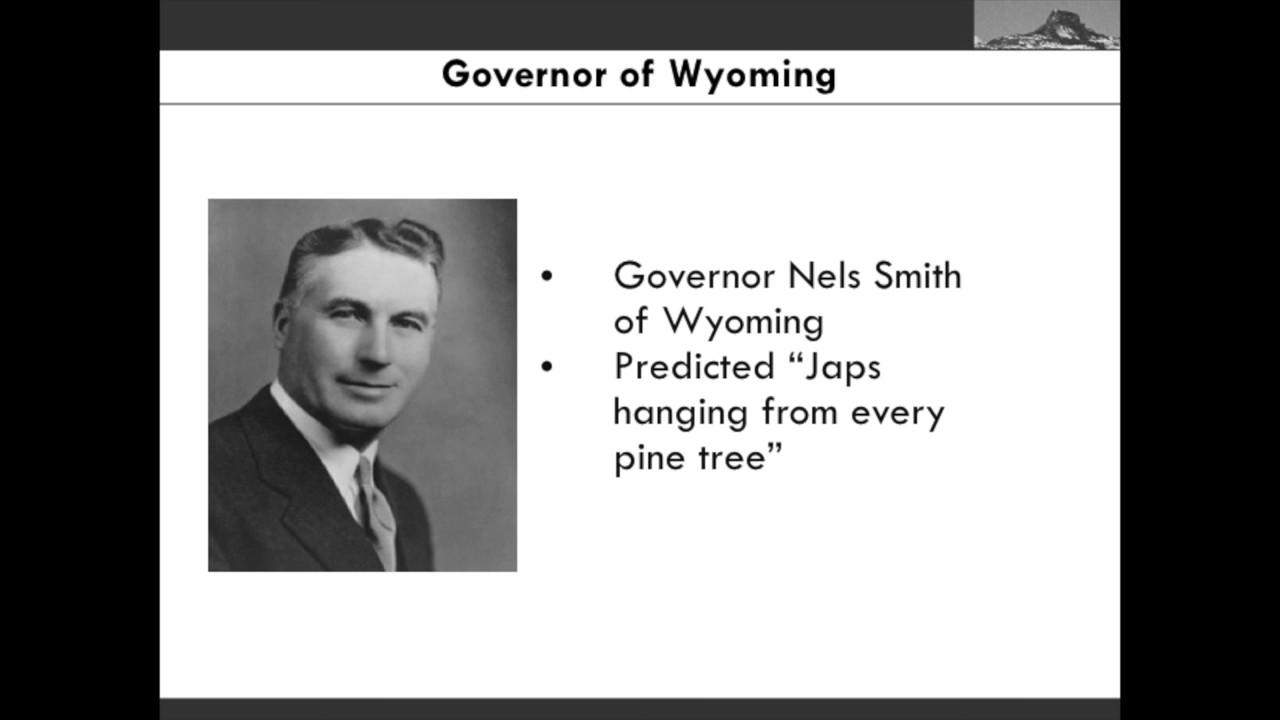 Governor of Wyoming
• Governor Nels Smith
of Wyoming
• Predicted “Japs
hanging from every
pine tree”